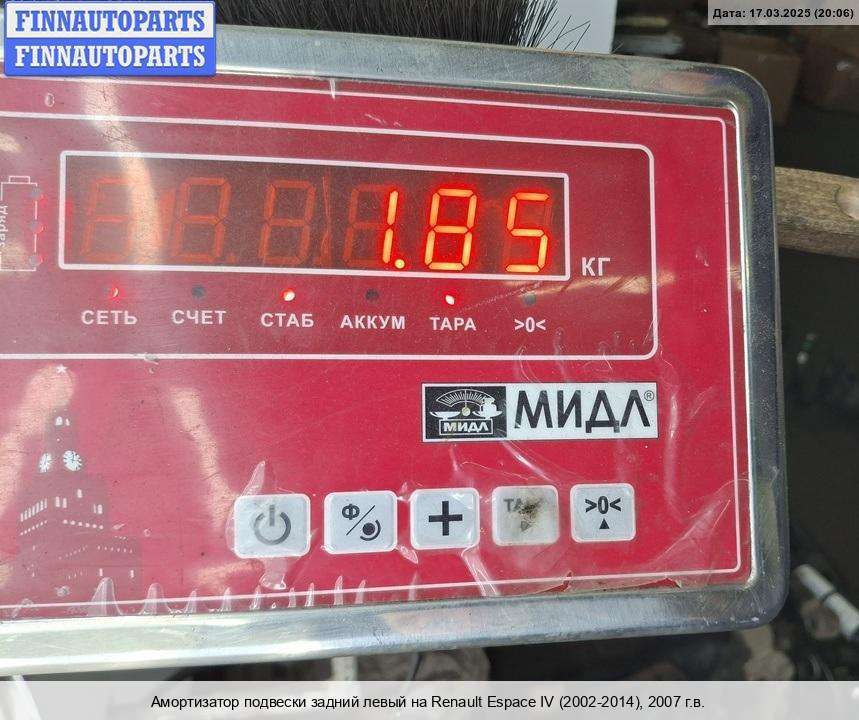 FINNAUTOPARTS
FINNAUTOPARTS
Дата: 17.03.2025 (20:06)
заряд
1.85
КГ
СЕТЬ СЧЕТ СТАБ АККУМ ТАРА >0<
МИДЛ МИДЛ®
Ф
+
>0<
Амортизатор подвески задний левый на Renault Espace IV (2002-2014), 2007 г.в.